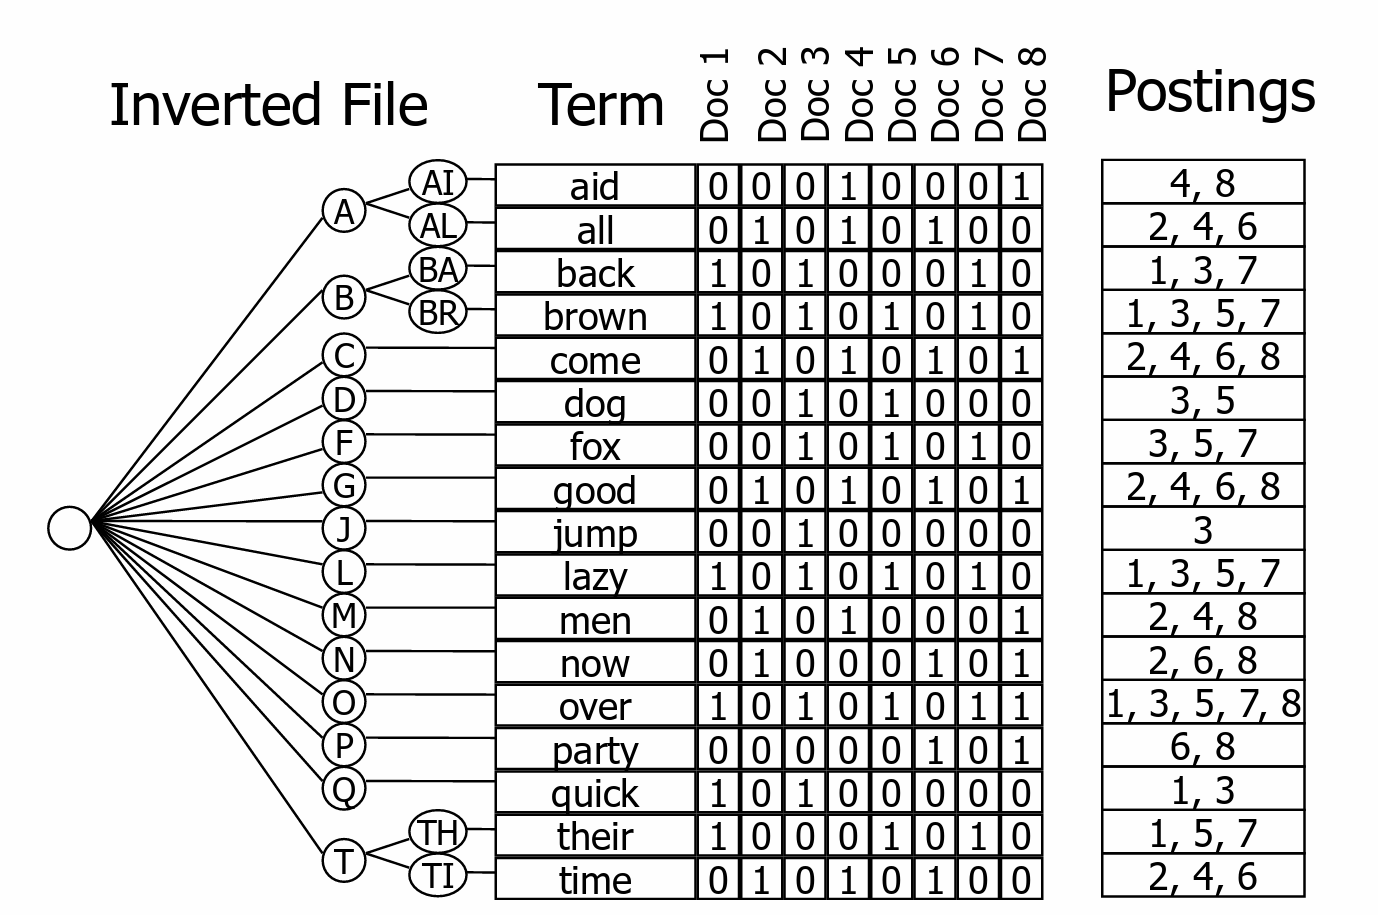 Inverted File Term Doc 1 Doc 2 Doc 3 Doc 4 Doc 5 Doc 6 Doc 7 Doc 8 Postings
A AI aid 0 0 0 1 0 0 0 1 4, 8
AL all 0 1 0 1 0 1 0 0 2, 4, 6
B BA back 1 0 1 0 0 0 1 0 1, 3, 7
BR brown 1 0 1 0 1 0 1 0 1, 3, 5, 7
C come 0 1 0 1 0 1 0 1 2, 4, 6, 8
D dog 0 0 1 0 1 0 0 0 3, 5
F fox 0 0 1 0 1 0 1 0 3, 5, 7
G good 0 1 0 1 0 1 0 1 2, 4, 6, 8
J jump 0 0 1 0 0 0 0 0 3
L lazy 1 0 1 0 1 0 1 0 1, 3, 5, 7
M men 0 1 0 1 0 0 0 1 2, 4, 8
N now 0 1 0 0 0 1 0 1 2, 6, 8
O over 1 0 1 0 1 0 1 1 1, 3, 5, 7, 8
P party 0 0 0 0 0 1 0 1 6, 8
Q quick 1 0 1 0 0 0 0 0 1, 3
T TH their 1 0 0 0 1 0 1 0 1, 5, 7
TI time 0 1 0 1 0 1 0 0 2, 4, 6